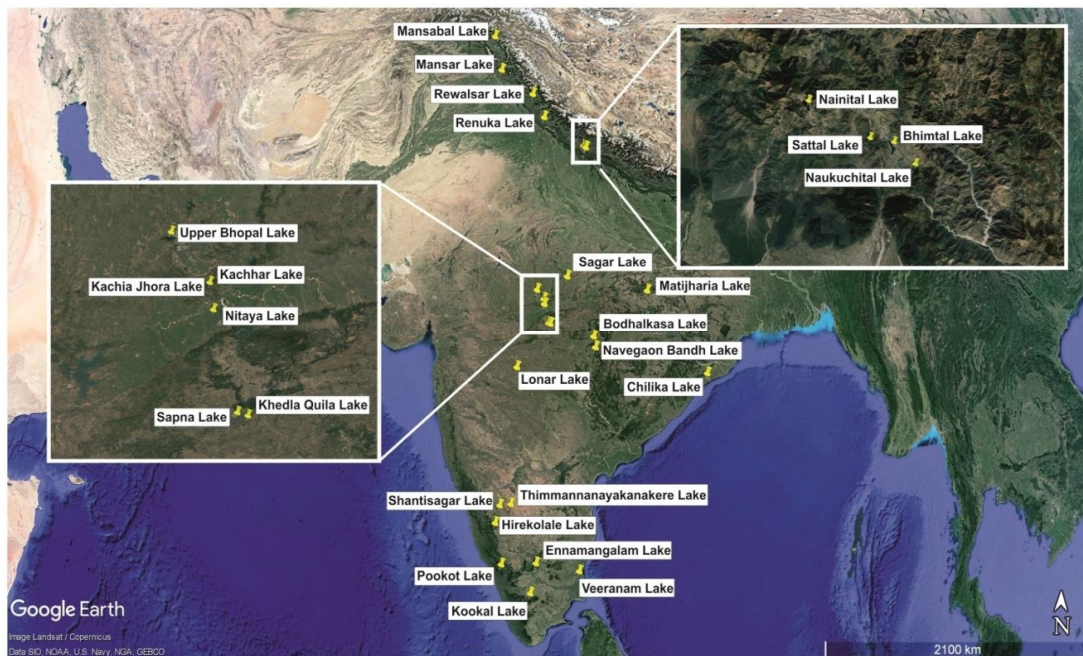 Mansabal Lake
Mansar Lake
Rewalsar Lake
Renuka Lake
Nainital Lake
Sattal Lake
Bhimtal Lake
Naukuchital Lake
Upper Bhopal Lake
Kachhar Lake
Kachia Jhora Lake
Nitaya Lake
Sapna Lake
Khedla Quila Lake
Sagar Lake
Matijharia Lake
Bodhalkasa Lake
Navegaon Bandh Lake
Lonar Lake
Chilika Lake
Shantisagar Lake
Thimmannanayakanakere Lake
Hirekolale Lake
Ennamangalam Lake
Pookot Lake
Veeranam Lake
Kookal Lake
Google Earth
Image Landsat / Copernicus
Data SIO, NOAA, U.S. Navy, NGA, GEBCO
N
2100 km